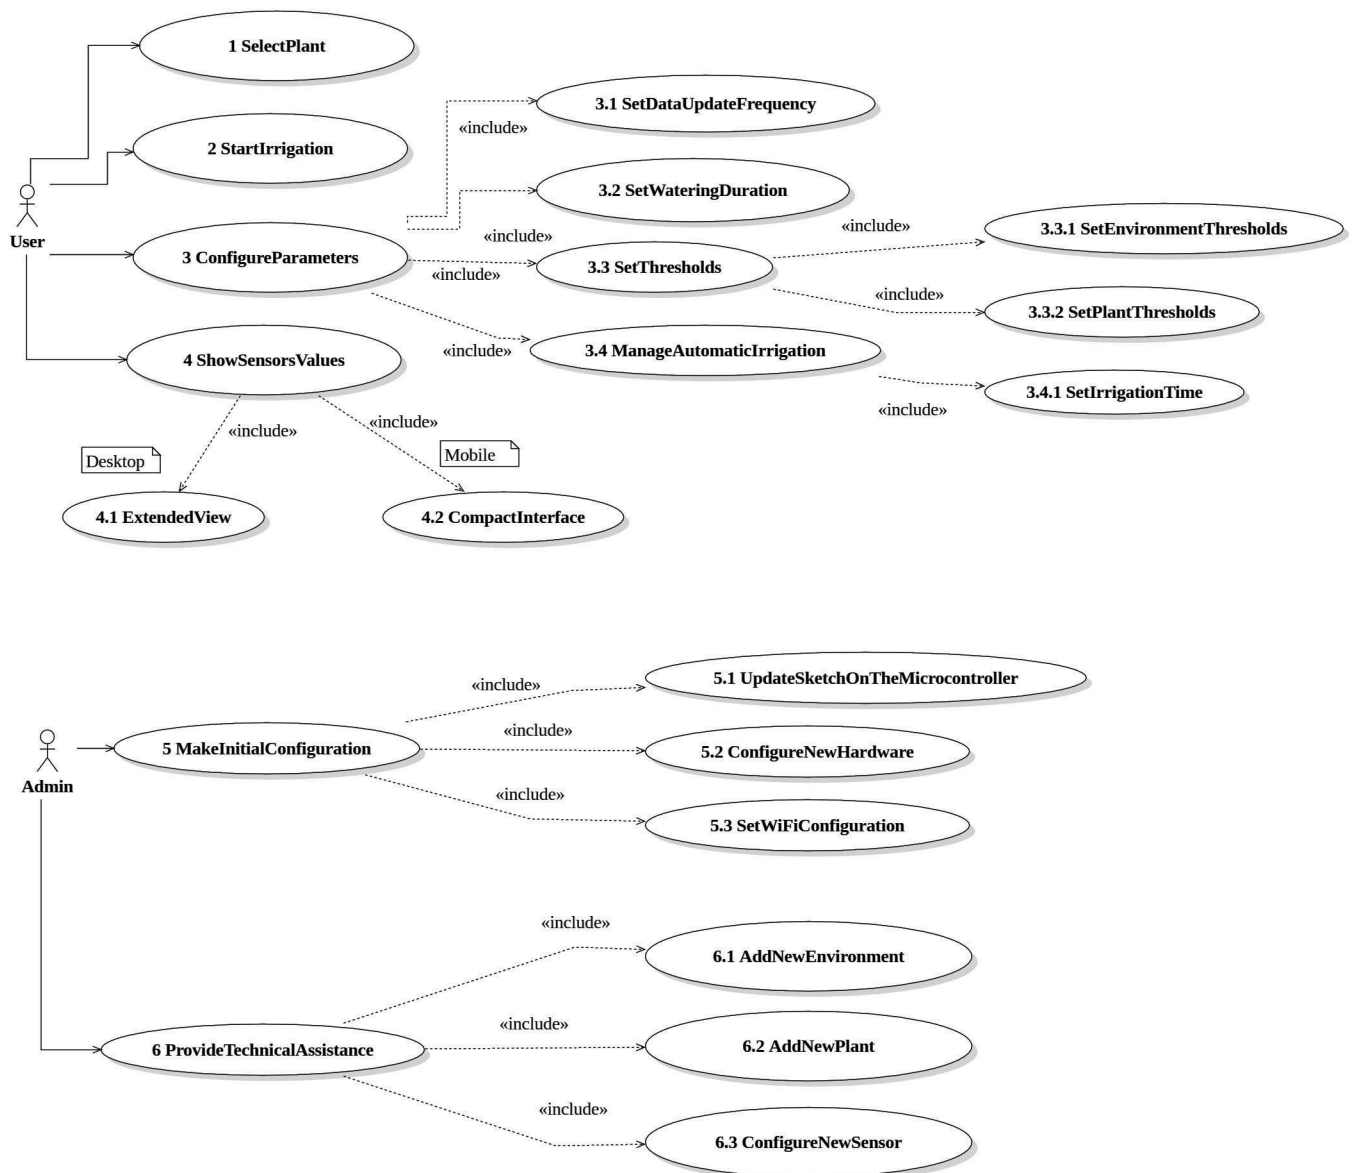 1 SelectPlant
3.1 SetDataUpdateFrequency
«include»
2 StartIrrigation
3.2 SetWateringDuration
User
«include»
«include»
3.3.1 SetEnvironmentThresholds
3 ConfigureParameters
«include»
3.3 SetThresholds
«include»
3.3.2 SetPlantThresholds
«include»
3.4 ManageAutomaticIrrigation
4 ShowSensorsValues
3.4.1 SetIrrigationTime
«include»
«include»
«include»
Desktop
Mobile
4.1 ExtendedView
4.2 CompactInterface
«include»
5.1 UpdateSketchOnTheMicrocontroller
«include»
5 MakeInitialConfiguration
5.2 ConfigureNewHardware
Admin
«include»
5.3 SetWiFiConfiguration
«include»
6.1 AddNewEnvironment
«include»
6 ProvideTechnicalAssistance
6.2 AddNewPlant
«include»
6.3 ConfigureNewSensor